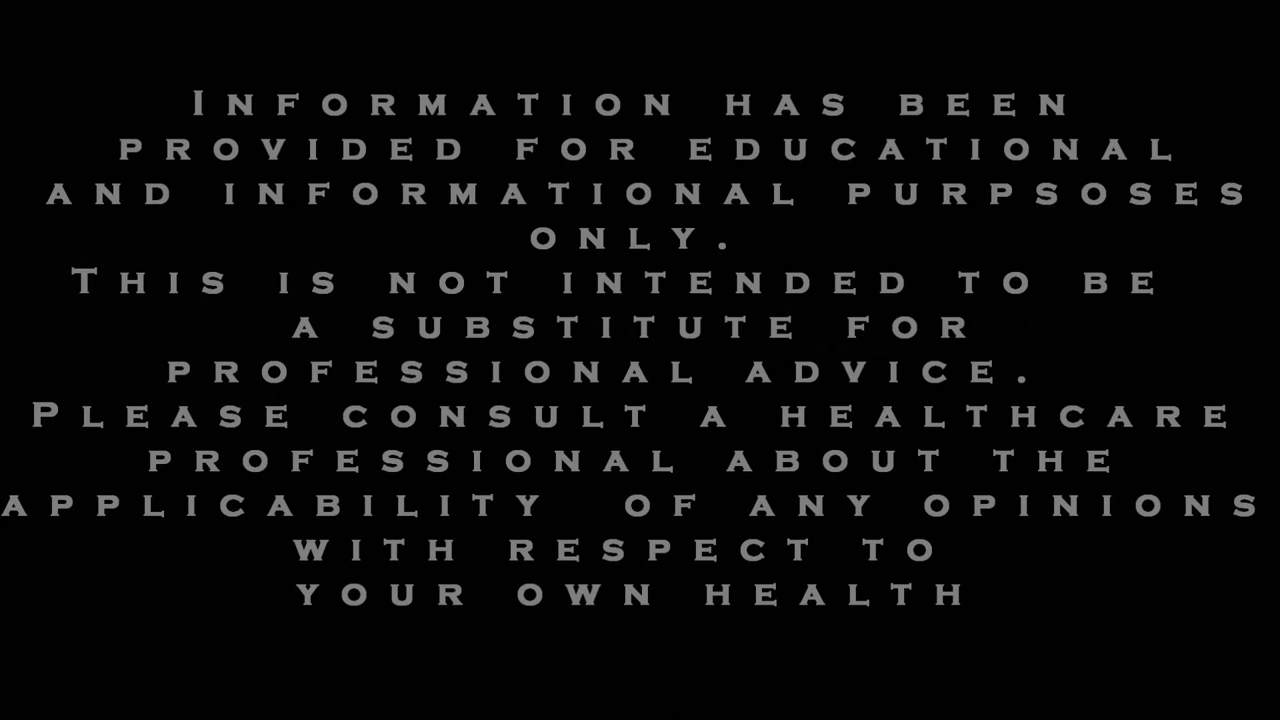 Information has been
provided for educational
and informational purpsoses
only.
This is not intended to be
a substitute for
professional advice.
Please consult a healthcare
professional about the
applicability of any opinions
with respect to
your own health